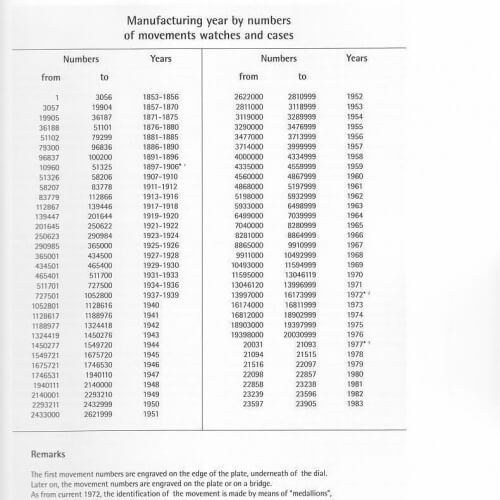 Manufacturing year by numbers
of movements watches and cases
Numbers Years Numbers Years
from to from to
1 3056 1853-1856 2622000 2810999 1952
3057 19904 1857-1870 2811000 3118999 1953
19905 36187 1871-1875 3119000 3289999 1954
36188 51101 1876-1880 3290000 3476999 1955
51102 79299 1881-1885 3477000 3713999 1956
79300 96836 1886-1890 3714000 3999999 1957
96837 100200 1891-1896 4000000 4334999 1958
10960 51325 1897-1906* 4335000 4559999 1959
51326 58206 1907-1910 4560000 4867999 1960
58207 83778 1911-1912 4868000 5197999 1961
83779 112866 1913-1916 5198000 5932999 1962
112867 139446 1917-1918 5933000 6498999 1963
139447 201644 1919-1920 6499000 7039999 1964
201645 250622 1921-1922 7040000 8280999 1965
250623 290984 1923-1924 8281000 8864999 1966
290985 365000 1925-1926 8865000 9910999 1967
365001 434500 1927-1928 9911000 10492999 1968
434501 465400 1929-1930 10493000 11594999 1969
465401 511700 1931-1933 11595000 13046119 1970
511701 727500 1934-1936 13046120 13996999 1971
727501 1052800 1937-1939 13997000 16173999 1972*
1052801 1128616 1940 16174000 16811999 1973
1128617 1188976 1941 16812000 18902999 1974
1188977 1324418 1942 18903000 19397999 1975
1324419 1450276 1943 19398000 20030999 1976
1450277 1549720 1944 20031 21093 1977*
1549721 1675720 1945 21094 21515 1978
1675721 1746530 1946 21516 22097 1979
1746531 1940110 1947 22098 22857 1980
1940111 2140000 1948 22858 23238 1981
2140001 2293210 1949 23239 23596 1982
2293211 2432999 1950 23597 23905 1983
2433000 2621999 1951
Remarks
The first movement numbers are engraved on the edge of the plate, underneath of the dial.
Later on, the movement numbers are engraved on the plate or on a bridge.
As from current 1972, the identification of the movement is made by means of "medallions",